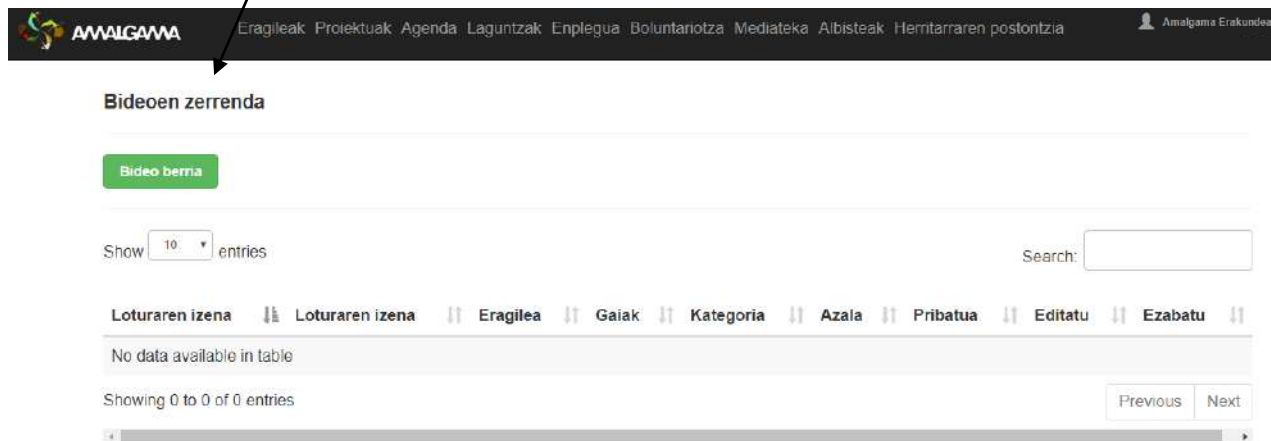 AMALGAMA Eragileak Proiektuak Agenda Laguntzak Enplegua Boluntariotza Mediateka Albisteak Herritarraren postontzia Amalgama Erakundea
Bideoen zerrenda
Bideo berria
Show 10 entries Search:
Loturaren izena Loturaren izena Eragilea Gaiak Kategoria Azala Pribatua Editatu Ezabatu
No data available in table
Showing 0 to 0 of 0 entries Previous Next